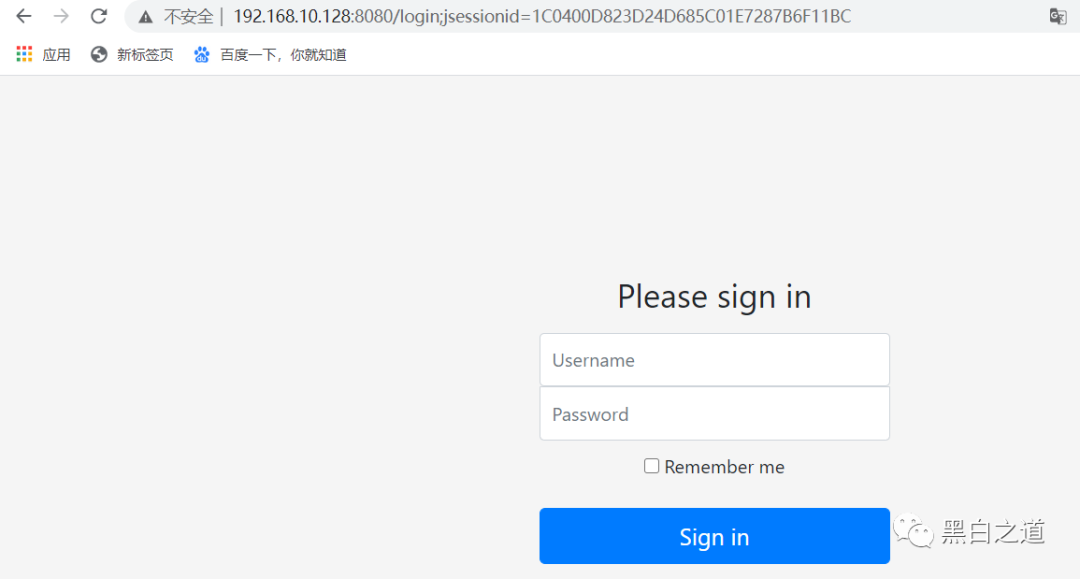 不安全 | 192.168.10.128:8080/login;jsessionid=1C0400D823D24D685C01E7287B6F11BC
应用 新标签页 百度一下，你就知道
Please sign in
Username
Password
Remember me
Sign in
黑白之道